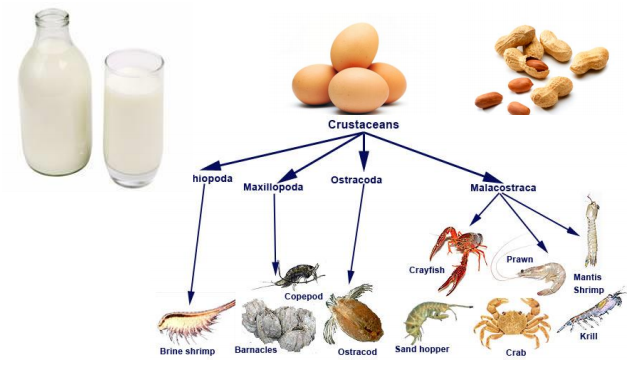 Crustaceans
hiopoda
Maxillopoda
Ostracoda
Malacostraca
Crayfish
Prawn
Mantis
Shrimp
Copepod
Brine shrimp
Barnacles
Ostracod
Sand hopper
Crab
Krill